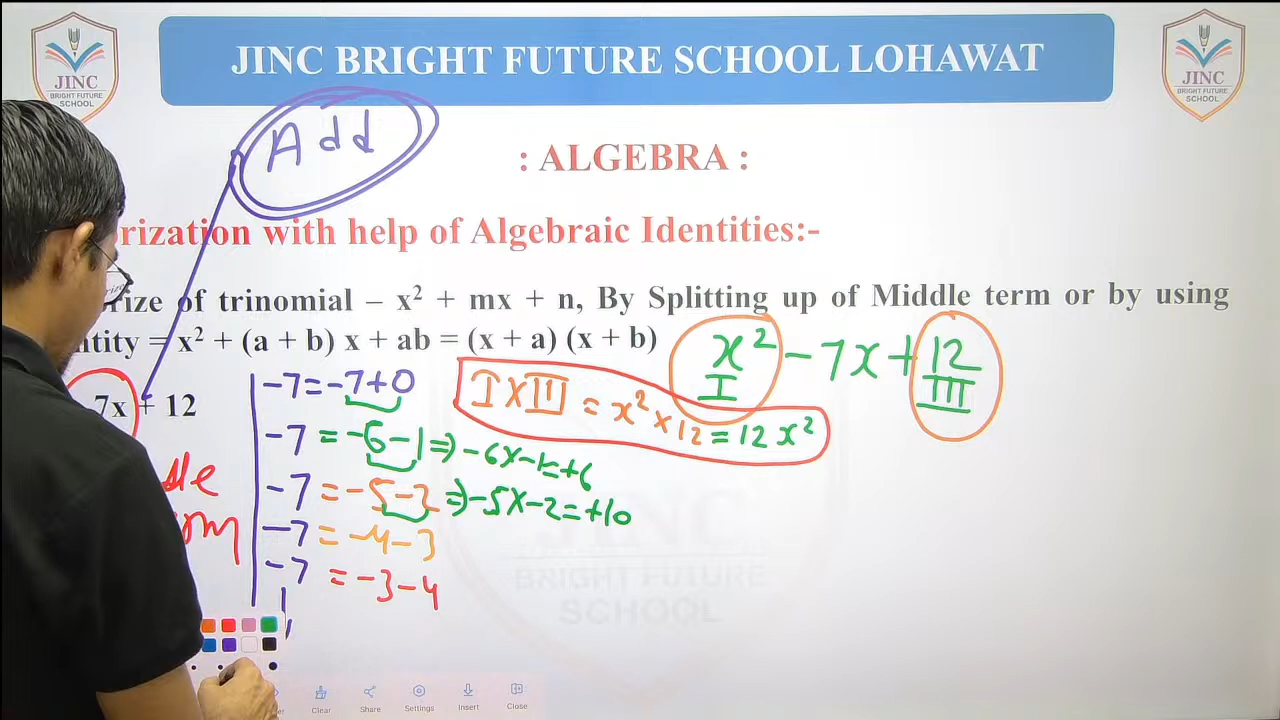 JINC BRIGHT FUTURE SCHOOL LOHAWAT
JINC
BRIGHT FUTURE
SCHOOL
JINC
BRIGHT FUTURE
SCHOOL
Add
: ALGEBRA :
rization with help of Algebraic Identities:-
rize of trinomial – x² + mx + n, By Splitting up of Middle term or by using
ntity = x² + (a + b) x + ab = (x + a) (x + b)
x² - 7x + 12
I III
7x + 12
I X III = x² × 12 = 12x²
-7 = -7+0
-7 = -6-1 ⇒ -6x-1=+6
-7 = -5-2 ⇒ -5x-2=+10
-7 = -4-3
-7 = -3-4
BRIGHT FUTURE
SCHOOL
Clear Share Settings Insert Close